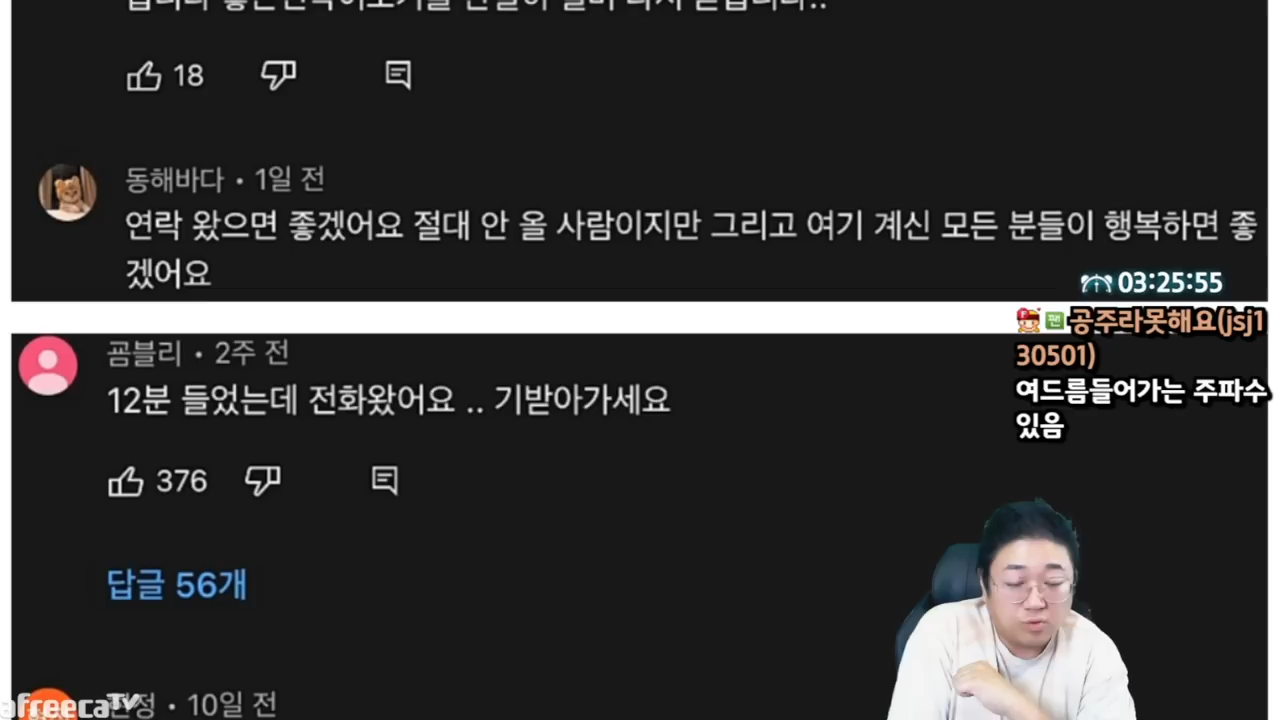 18
동해바다 • 1일 전
연락 왔으면 좋겠어요 절대 안 올 사람이지만 그리고 여기 계신 모든 분들이 행복하면 좋
겠어요
03:25:55
공주라못해요(jsj1
30501)
여드름들어가는 주파수
있음
곰블리 • 2주 전
12분 들었는데 전화왔어요 .. 기받아가세요
376
답글 56개
afreecaTV
• 10일 전